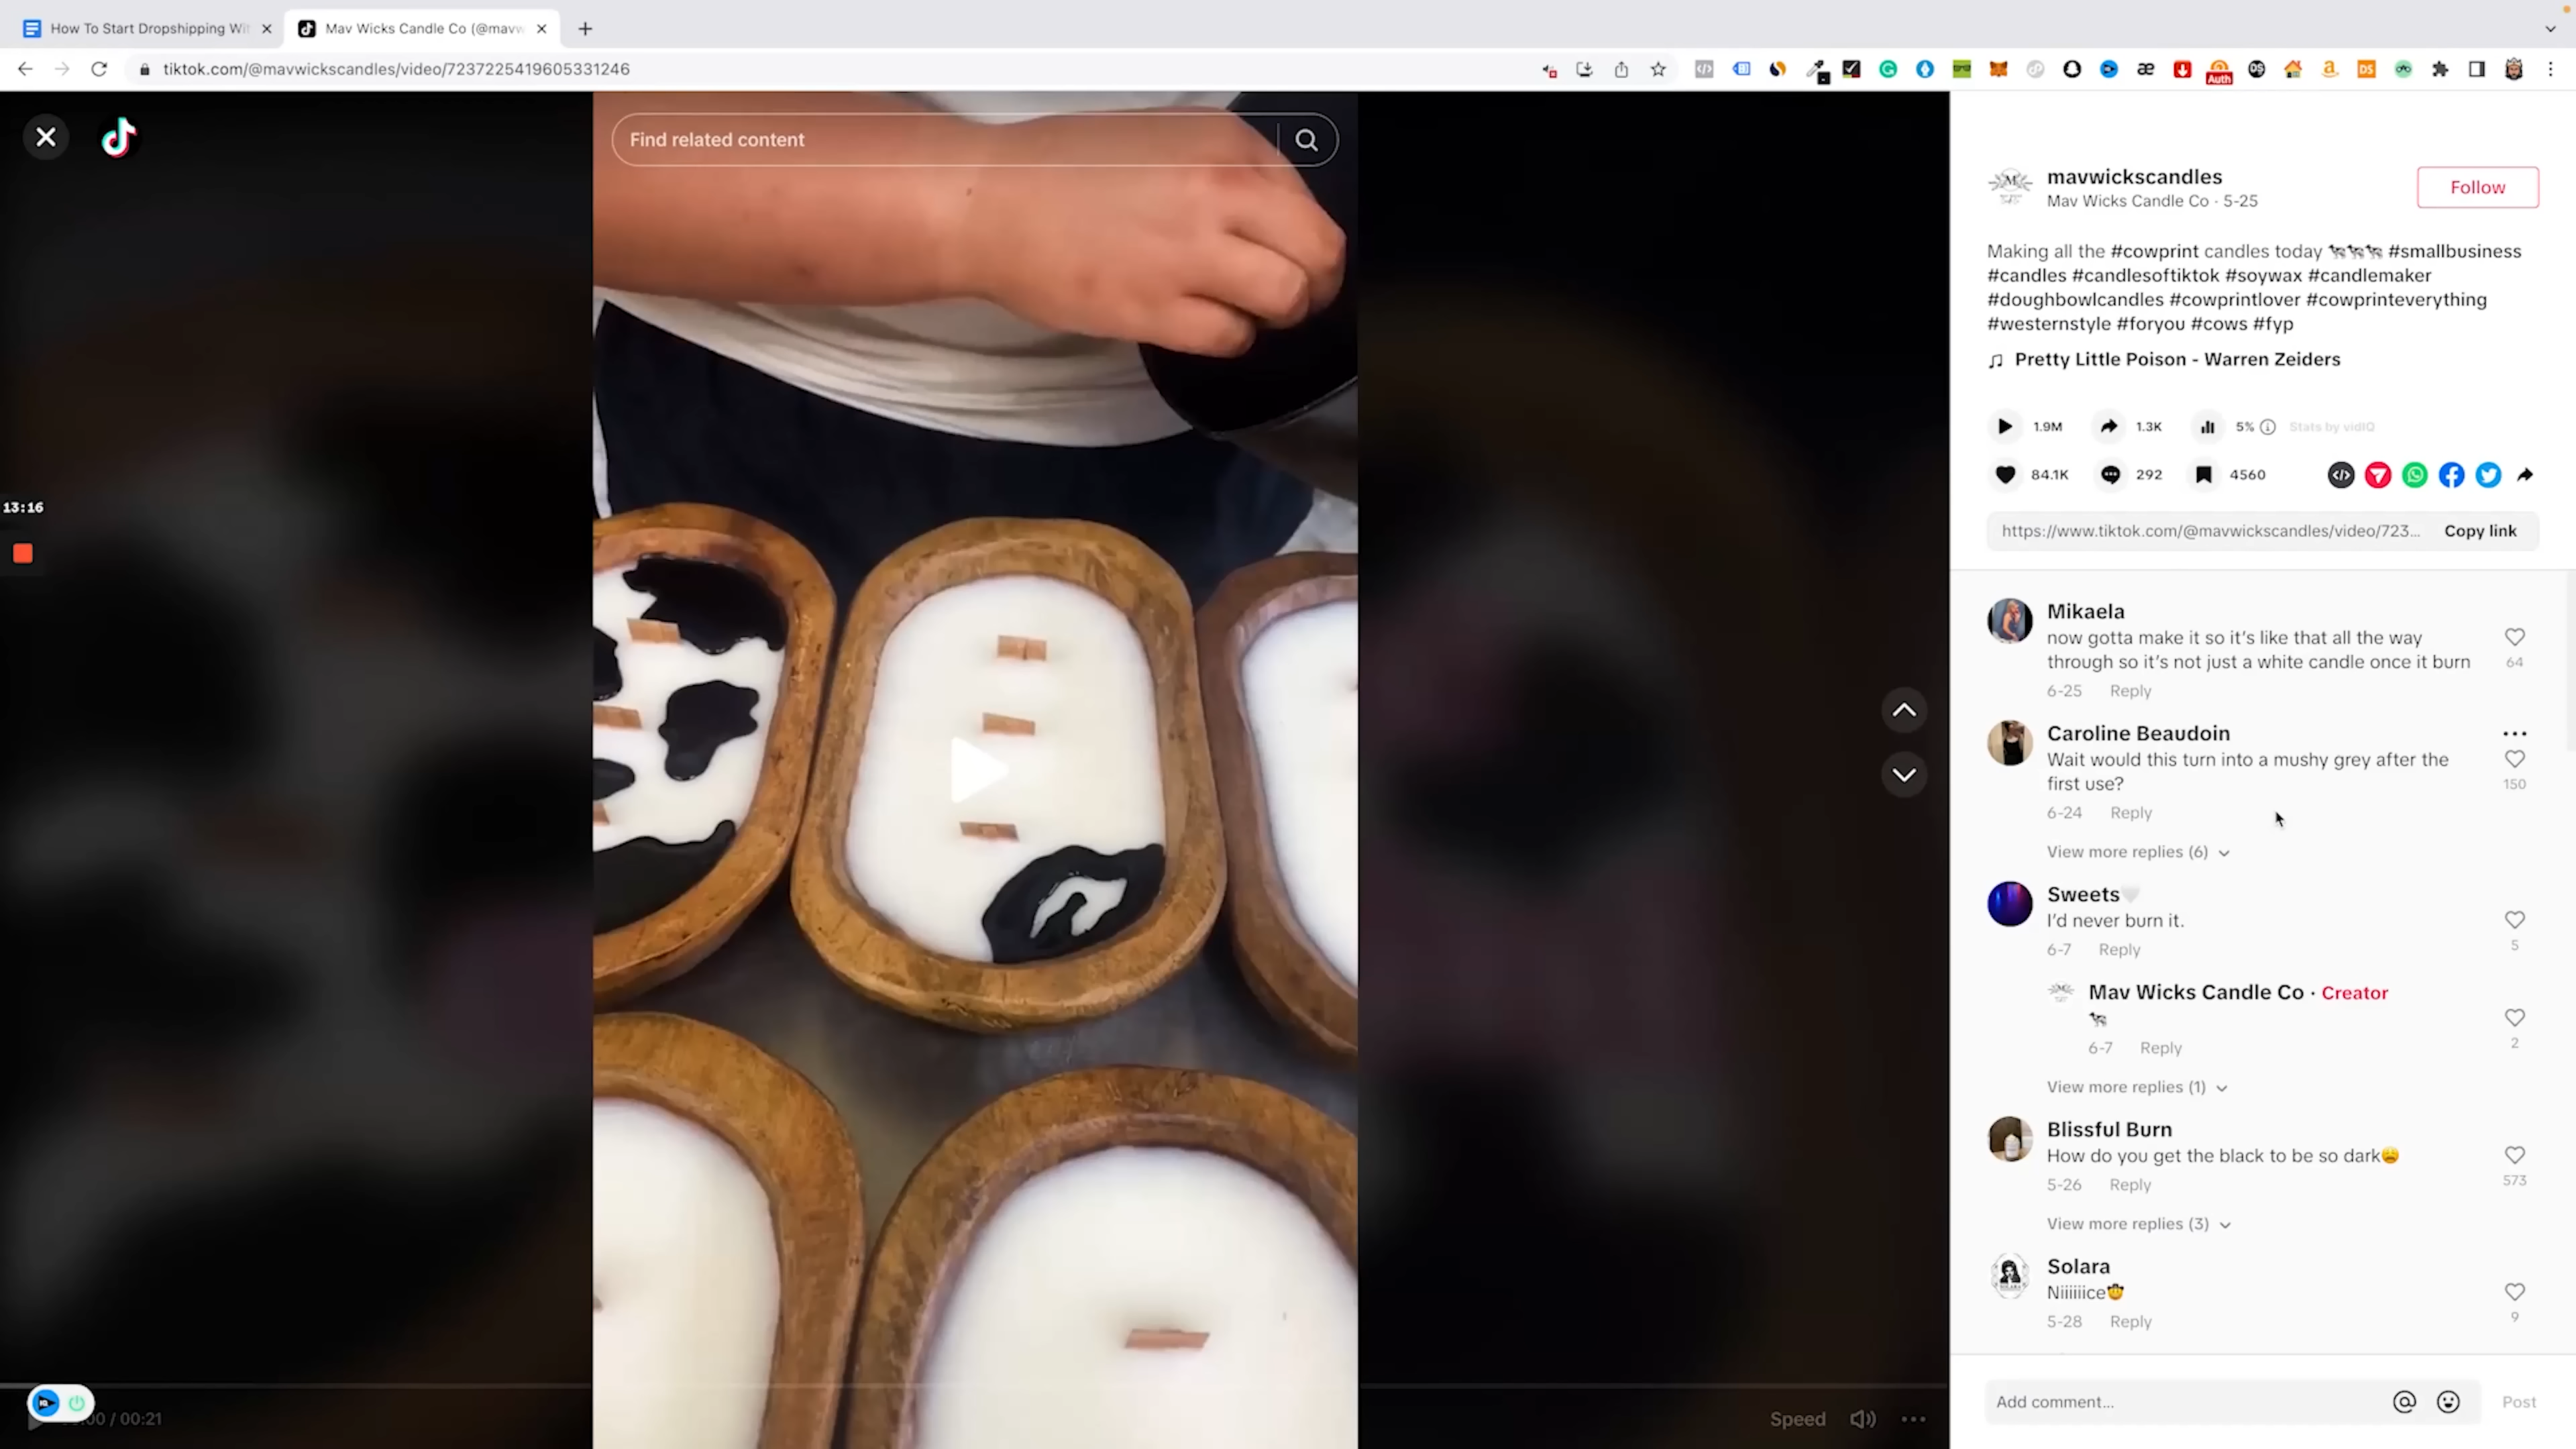 How To Start Dropshipping Wit
Mav Wicks Candle Co (@mavw
tiktok.com/@mavwickscandles/video/7237225419605331246
Auth
Find related content
13:16
/ 00:21
Speed
mavwickscandles
Mav Wicks Candle Co · 5-25
Follow
Making all the #cowprint candles today 🐄🐄🐄 #smallbusiness
#candles #candlesoftiktok #soywax #candlemaker
#doughbowlcandles #cowprintlover #cowprinteverything
#westernstyle #foryou #cows #fyp
♫ Pretty Little Poison - Warren Zeiders
1.9M 1.3K 5% Stats by vidIQ
84.1K 292 4560
https://www.tiktok.com/@mavwickscandles/video/723... Copy link
Mikaela
now gotta make it so it's like that all the way
through so it's not just a white candle once it burn
64
6-25 Reply
Caroline Beaudoin
Wait would this turn into a mushy grey after the
first use?
150
6-24 Reply
View more replies (6)
Sweets🤍
I'd never burn it.
5
6-7 Reply
Mav Wicks Candle Co · Creator
🐄
2
6-7 Reply
View more replies (1)
Blissful Burn
How do you get the black to be so dark😩
573
5-26 Reply
View more replies (3)
Solara
Niiiiiice🤠
9
5-28 Reply
Add comment...
Post